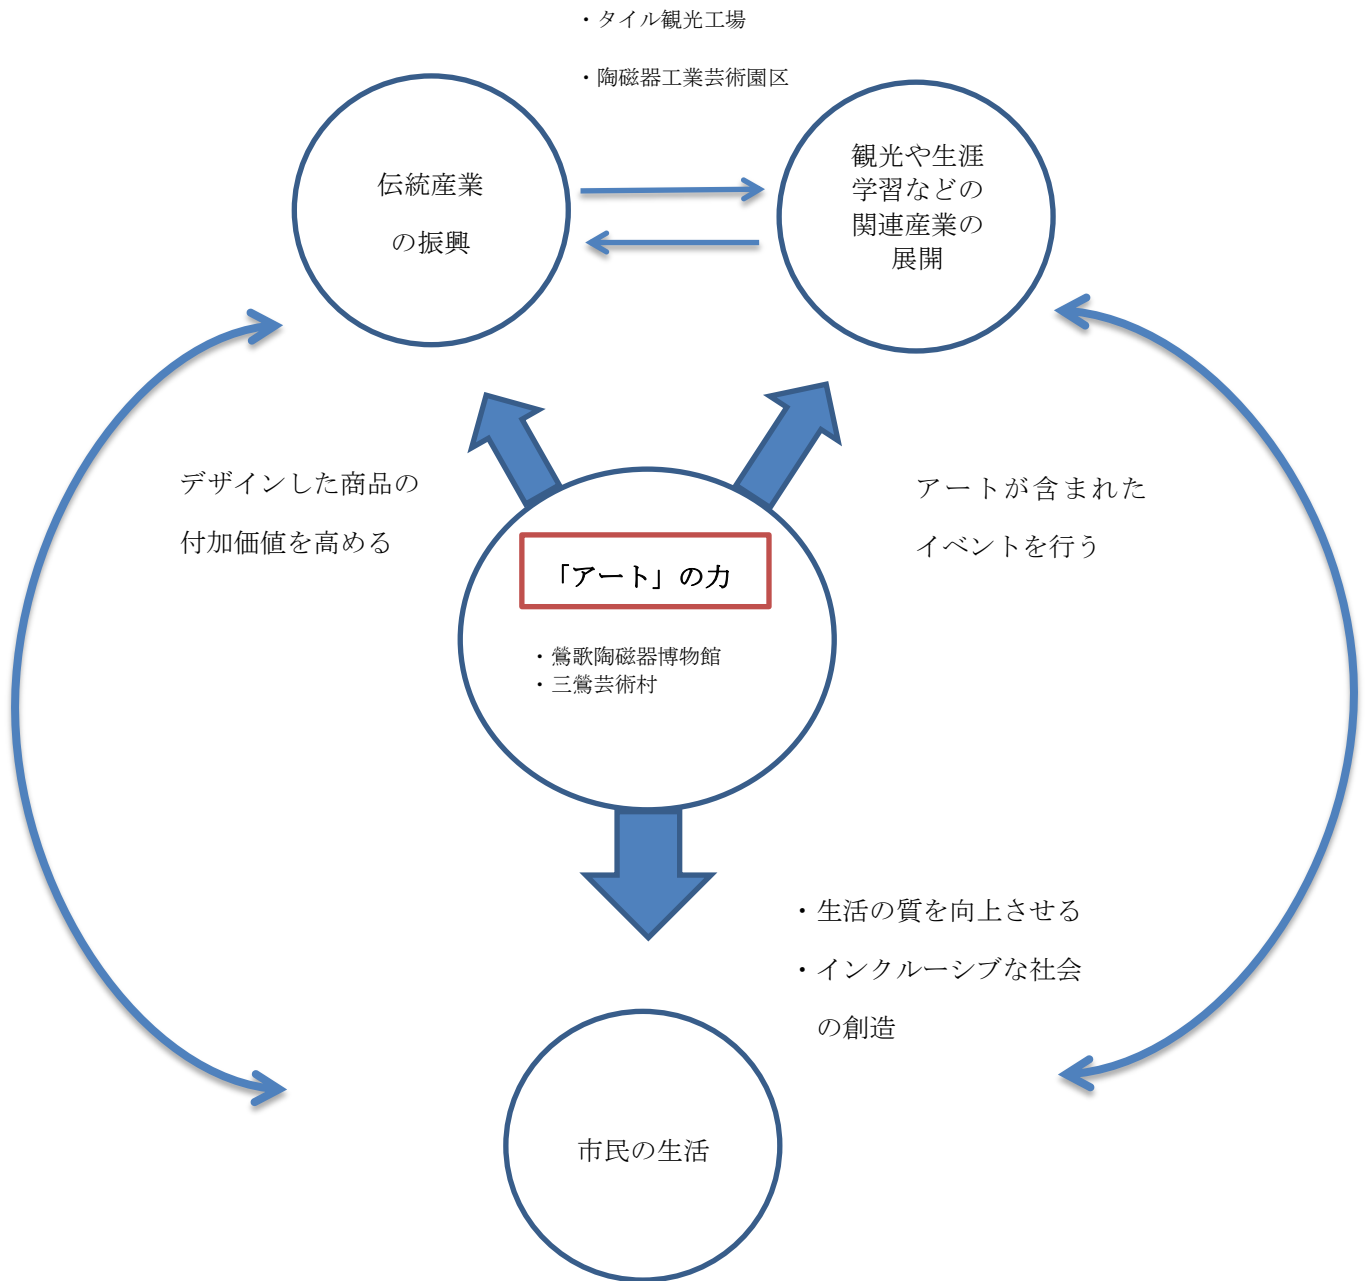 ・タイル観光工場
・陶磁器工業芸術園区
伝統産業
の振興
観光や生涯
学習などの
関連産業の
展開
デザインした商品の
付加価値を高める
アートが含まれた
イベントを行う
「アート」の力
・鶯歌陶磁器博物館
・三鶯芸術村
・生活の質を向上させる
・インクルーシブな社会
の創造
市民の生活